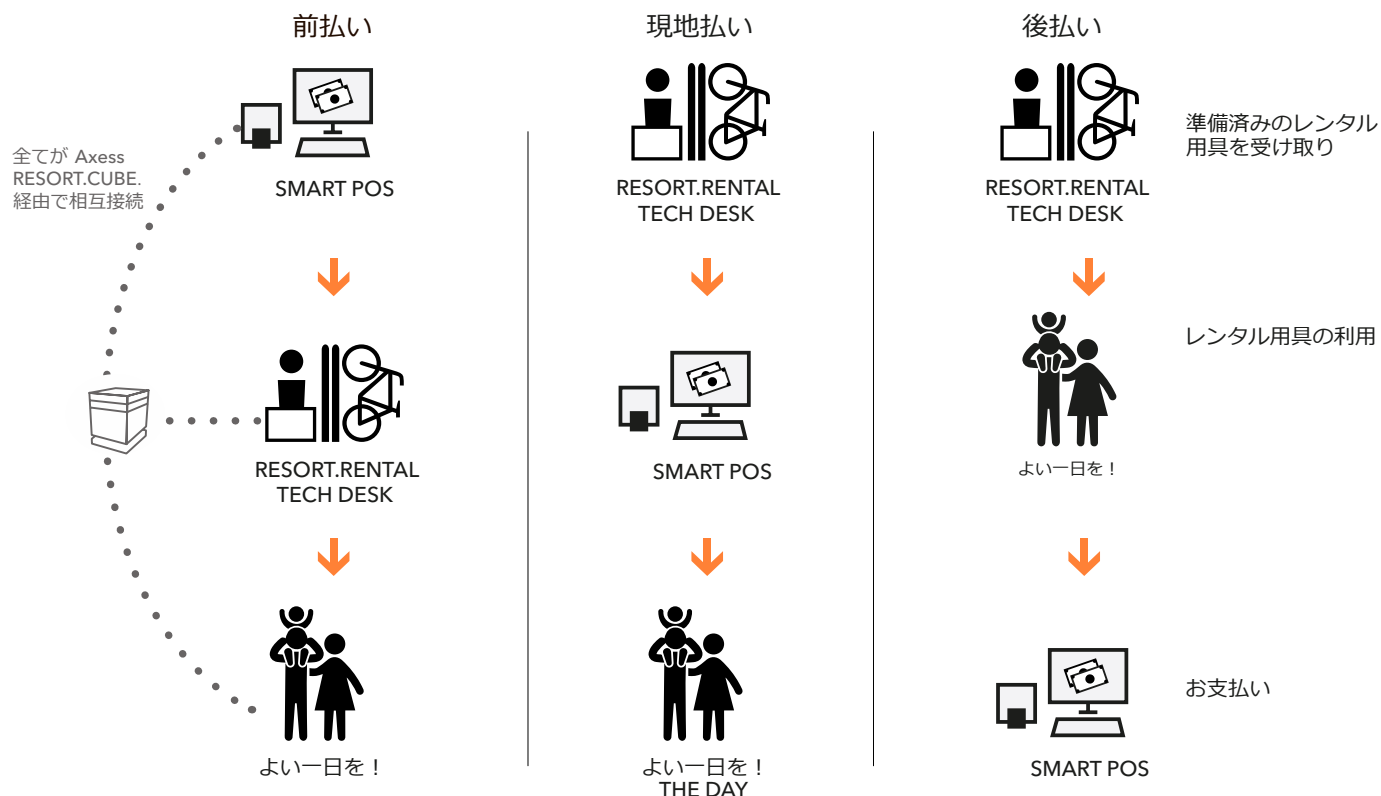 前払い
現地払い
後払い
全てが Axess
RESORT.CUBE.
経由で相互接続
SMART POS
RESORT.RENTAL
TECH DESK
よい一日を！
RESORT.RENTAL
TECH DESK
SMART POS
よい一日を！
THE DAY
RESORT.RENTAL
TECH DESK
よい一日を！
SMART POS
準備済みのレンタル
用具を受け取り
レンタル用具の利用
お支払い